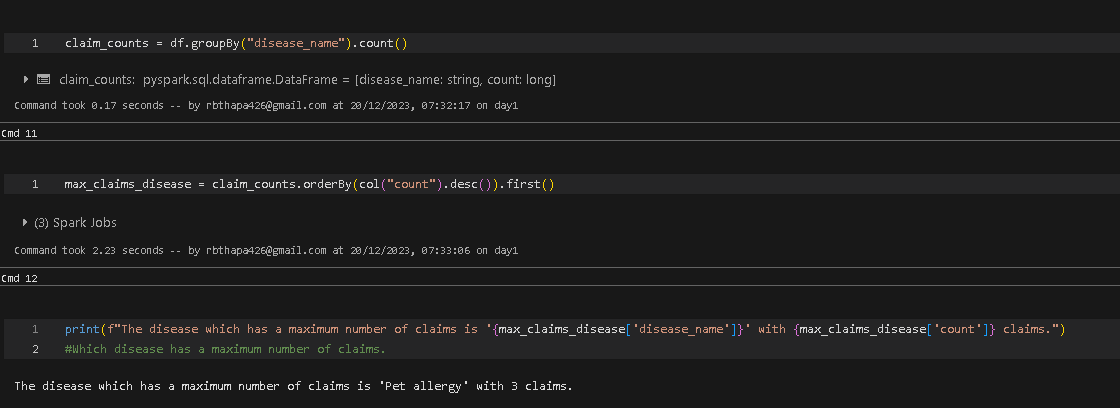 1 claim_counts = df.groupBy("disease_name").count()
claim_counts: pyspark.sql.dataframe.DataFrame = [disease_name: string, count: long]
Command took 0.17 seconds -- by rbthapa426@gmail.com at 20/12/2023, 07:32:17 on day1
Cmd 11
1 max_claims_disease = claim_counts.orderBy(col("count").desc()).first()
(3) Spark Jobs
Command took 2.23 seconds -- by rbthapa426@gmail.com at 20/12/2023, 07:33:06 on day1
Cmd 12
1 print(f"The disease which has a maximum number of claims is '{max_claims_disease['disease_name']}' with {max_claims_disease['count']} claims.")
2 #Which disease has a maximum number of claims.
The disease which has a maximum number of claims is 'Pet allergy' with 3 claims.